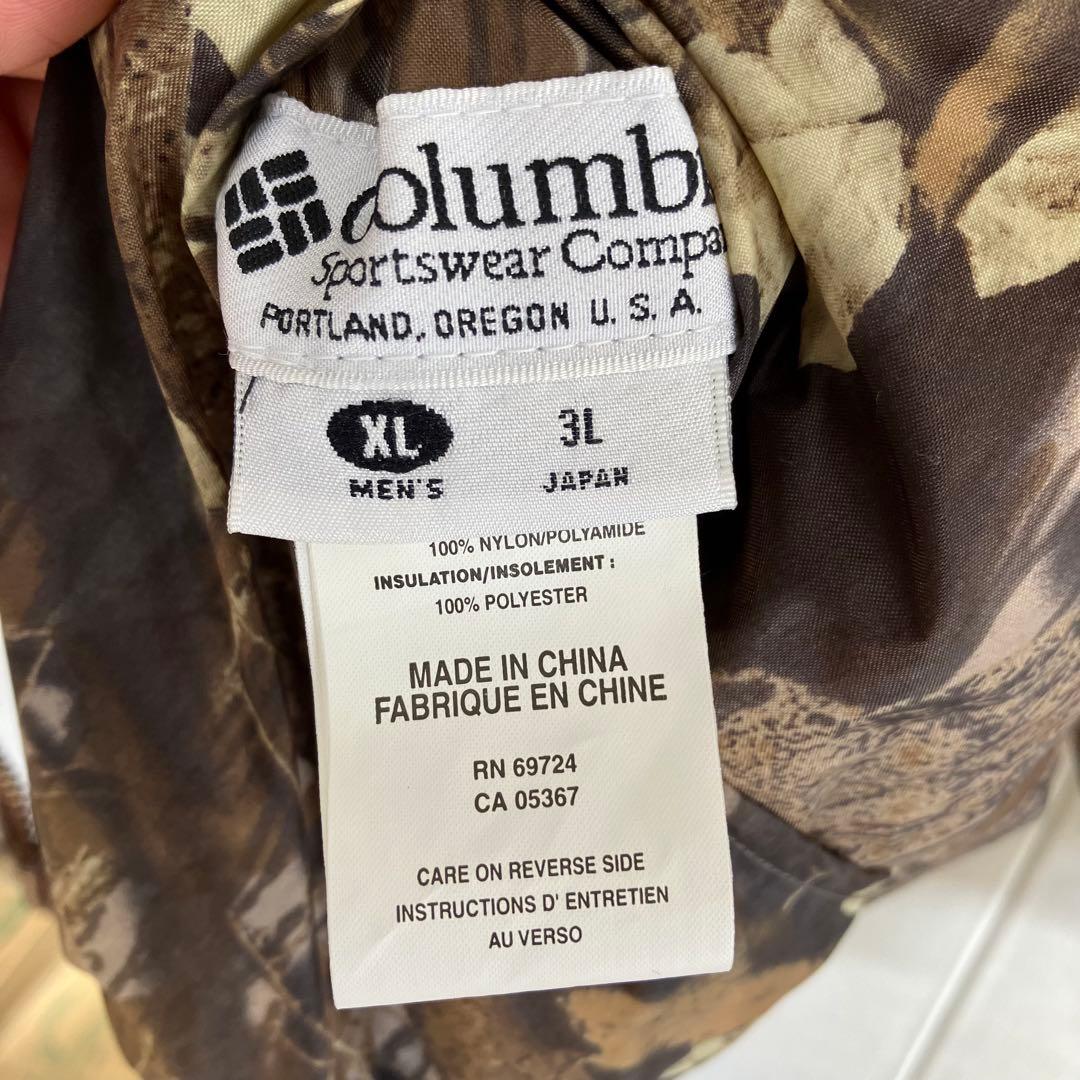 Columbi
Sportswear Compa
PORTLAND, OREGON U. S. A.
XL 3L
MEN'S JAPAN
100% NYLON/POLYAMIDE
INSULATION/INSOLEMENT :
100% POLYESTER
MADE IN CHINA
FABRIQUE EN CHINE
RN 69724
CA 05367
CARE ON REVERSE SIDE
INSTRUCTIONS D' ENTRETIEN
AU VERSO